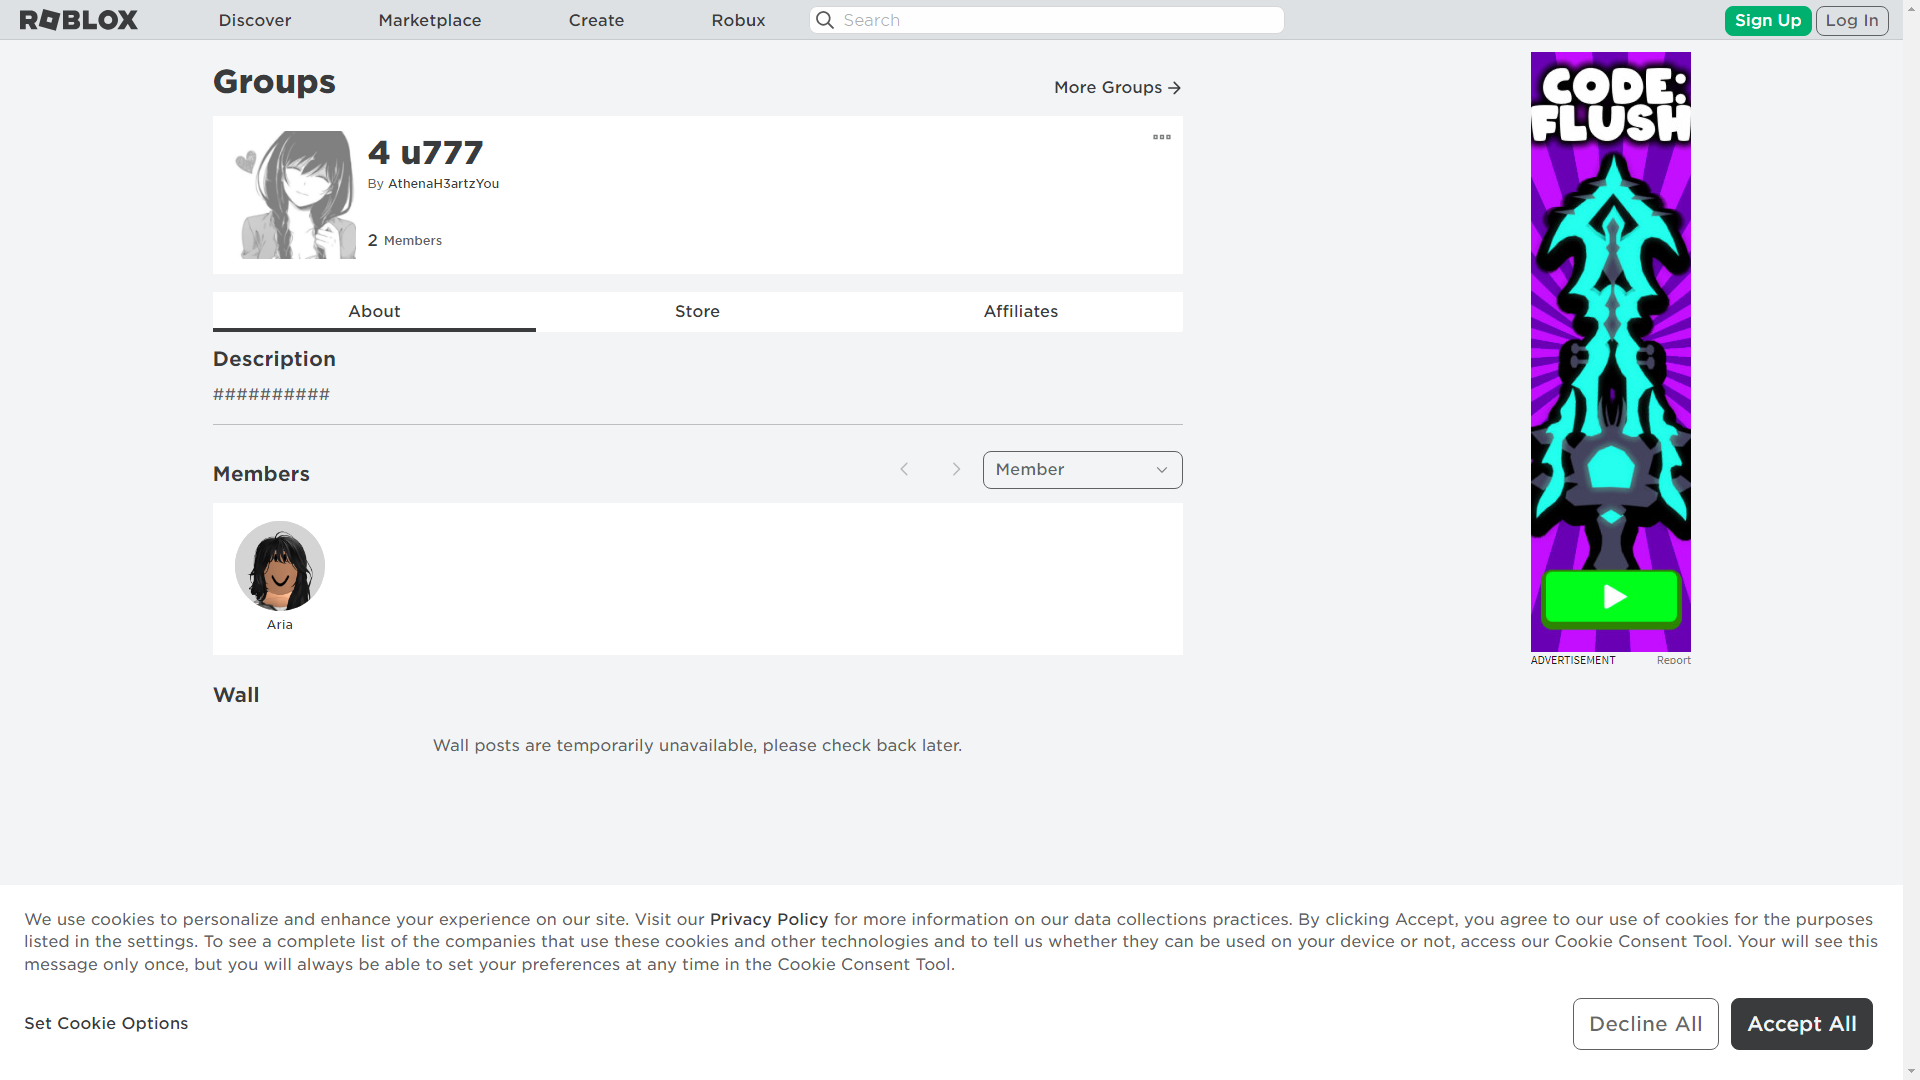 ROBLOX Discover Marketplace Create Robux Search Sign Up Log In
Groups
More Groups
4 u777
By AthenaH3artzYou
2 Members
About Store Affiliates
Description
##########
Members
Member
Aria
Wall
Wall posts are temporarily unavailable, please check back later.
CODE:
FLUSH
ADVERTISEMENT Report
We use cookies to personalize and enhance your experience on our site. Visit our Privacy Policy for more information on our data collections practices. By clicking Accept, you agree to our use of cookies for the purposes
listed in the settings. To see a complete list of the companies that use these cookies and other technologies and to tell us whether they can be used on your device or not, access our Cookie Consent Tool. Your will see this
message only once, but you will always be able to set your preferences at any time in the Cookie Consent Tool.
Set Cookie Options
Decline All
Accept All